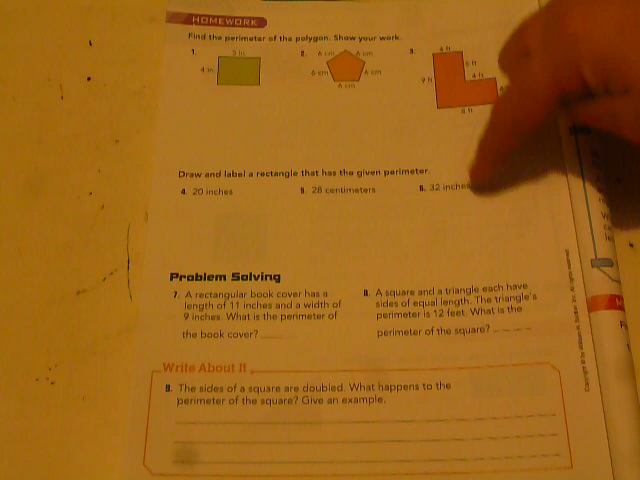 HOMEWORK
Find the perimeter of the polygon. Show your work.
1. 5 in
4 in
2. 6 cm 6 cm
6 cm 6 cm
6 cm
3. 4 ft
5 ft
9 ft 4 ft
8 ft
Draw and label a rectangle that has the given perimeter.
4. 20 inches 5. 28 centimeters 6. 32 inches
Problem Solving
7. A rectangular book cover has a
length of 11 inches and a width of
9 inches. What is the perimeter of
the book cover?
8. A square and a triangle each have
sides of equal length. The triangle's
perimeter is 12 feet. What is the
perimeter of the square?
Write About It
9. The sides of a square are doubled. What happens to the
perimeter of the square? Give an example.